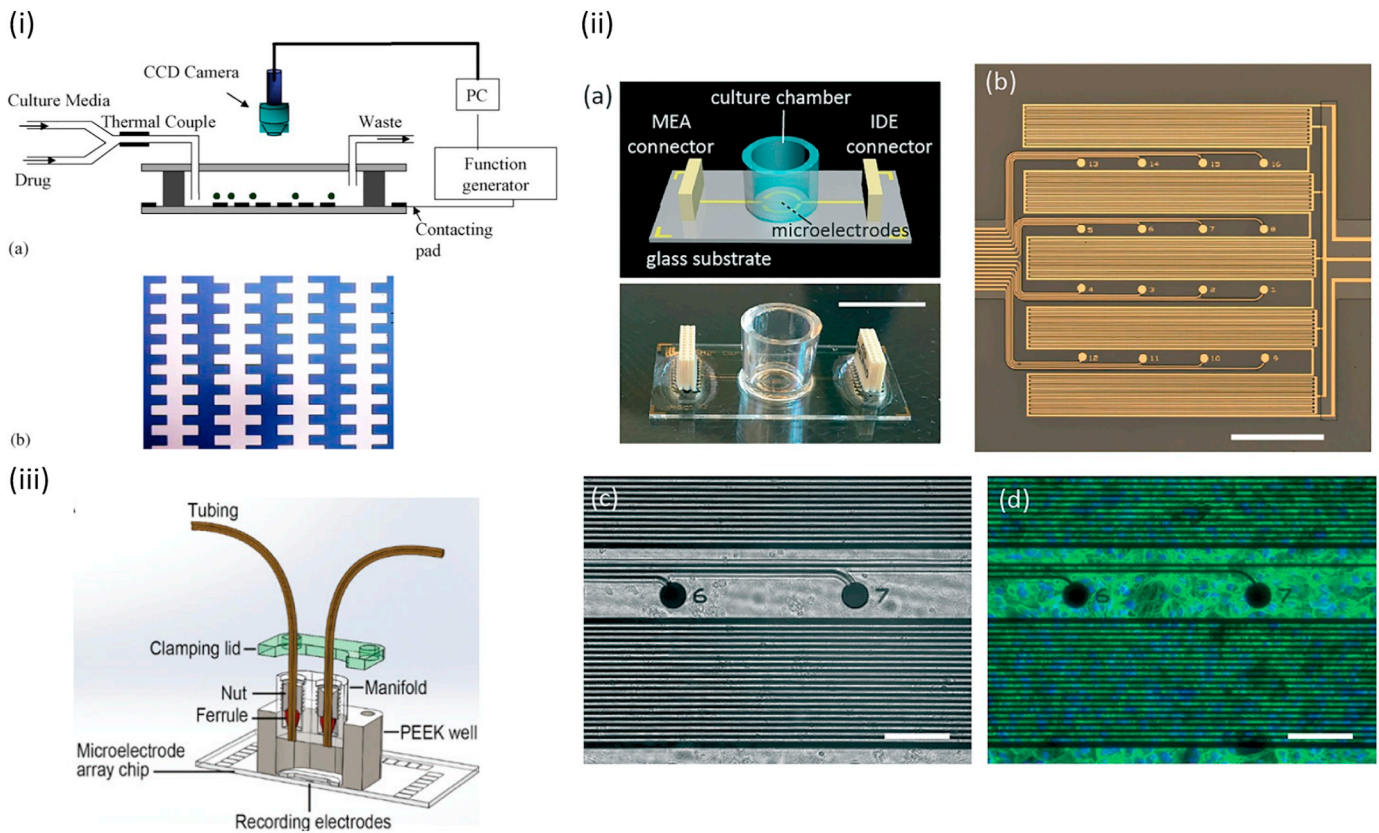 (i)
CCD Camera
PC
Culture Media
Thermal Couple
Waste
Drug
Function
generator
Contacting
pad
(a)
(b)
(ii)
(a)
culture chamber
MEA
connector
IDE
connector
microelectrodes
glass substrate
(b)
13 14 15 16
5 6 7 8
4 3 2 1
12 11 10 9
(c)
6 7
(d)
6 7
(iii)
Tubing
Clamping lid
Nut
Manifold
Ferrule
PEEK well
Microelectrode
array chip
Recording electrodes